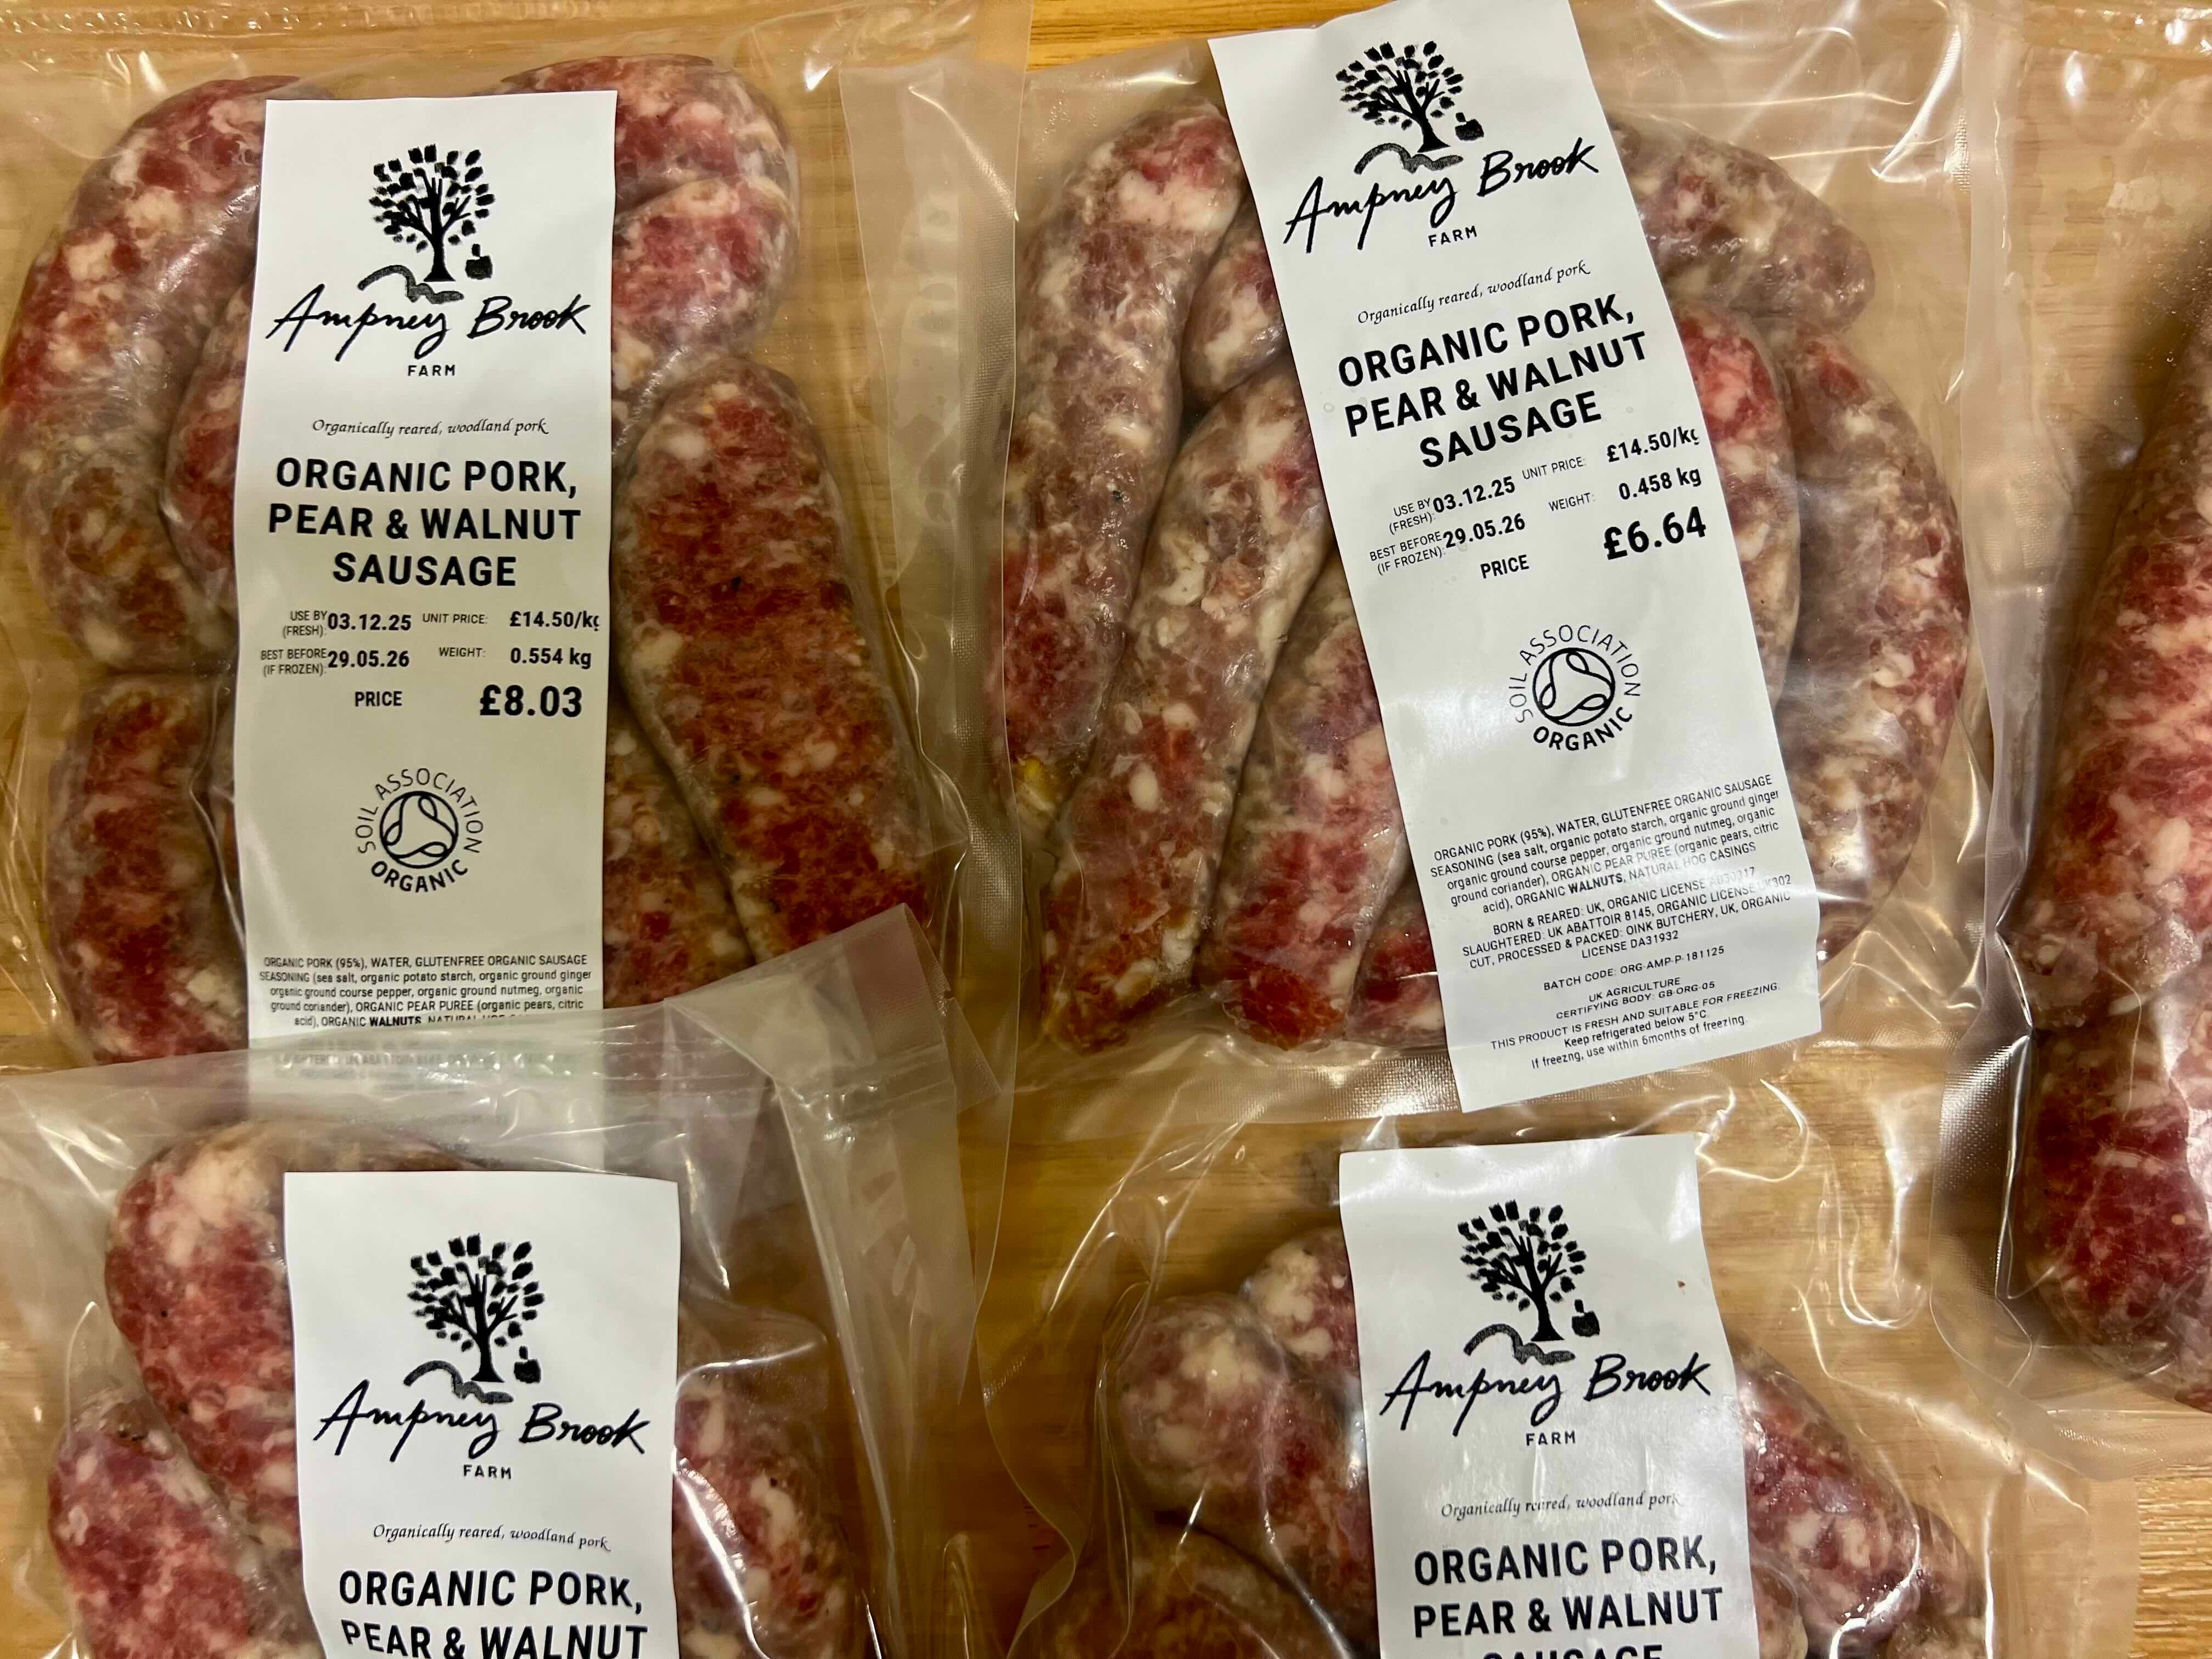 Ampney Brook
FARM
Organically reared, woodland pork
ORGANIC PORK,
PEAR & WALNUT
SAUSAGE
USE BY (FRESH): 03.12.25 UNIT PRICE: £14.50/kg
BEST BEFORE (IF FROZEN): 29.05.26 WEIGHT: 0.554 kg
PRICE £8.03
SOIL ASSOCIATION
ORGANIC
ORGANIC PORK (95%), WATER, GLUTENFREE ORGANIC SAUSAGE
SEASONING (sea salt, organic potato starch, organic ground ginger
organic ground course pepper, organic ground nutmeg, organic
ground coriander), ORGANIC PEAR PUREE (organic pears, citric
acid), ORGANIC WALNUTS, NATURAL
Ampney Brook
FARM
Organically reared, woodland pork
ORGANIC PORK,
PEAR & WALNUT
SAUSAGE
USE BY (FRESH): 03.12.25 UNIT PRICE: £14.50/kg
BEST BEFORE (IF FROZEN): 29.05.26 WEIGHT: 0.458 kg
PRICE £6.64
SOIL ASSOCIATION
ORGANIC
ORGANIC PORK (95%), WATER, GLUTENFREE ORGANIC SAUSAGE
SEASONING (sea salt, organic potato starch, organic ground ginger
organic ground course pepper, organic ground nutmeg, organic
ground coriander), ORGANIC PEAR PUREE (organic pears, citric
acid), ORGANIC WALNUTS, NATURAL HOG CASINGS
BORN & REARED: UK, ORGANIC LICENSE
SLAUGHTERED: UK ABATTOIR 8145, ORGANIC LICENSE
CUT, PROCESSED & PACKED: OINK BUTCHERY, UK, ORGANIC
LICENSE DA31932
BATCH CODE: ORG-AMP-P-181125
UK AGRICULTURE
CERTIFYING BODY: GB-ORG-05
THIS PRODUCT IS FRESH AND SUITABLE FOR FREEZING.
Keep refrigerated below 5°C.
If freezng, use within 6months of freezing.
Ampney Brook
FARM
Organically reared, woodland pork
ORGANIC PORK,
PEAR & WALNUT
Ampney Brook
FARM
Organically reared, woodland pork
ORGANIC PORK,
PEAR & WALNUT
SAUSAGE